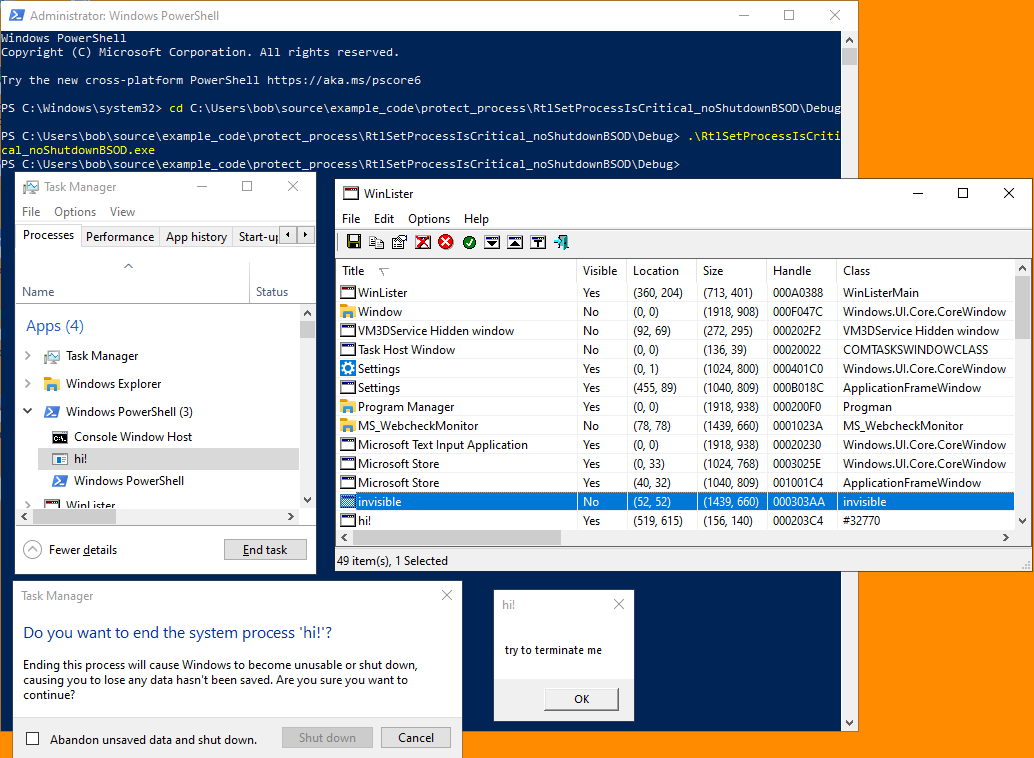 Administrator: Windows PowerShell
Windows PowerShell
Copyright (C) Microsoft Corporation. All rights reserved.
Try the new cross-platform PowerShell https://aka.ms/pscore6
PS C:\Windows\system32> cd C:\Users\bob\source\example_code\protect_process\RtlSetProcessIsCritical_noShutdownBSOD\Debug
PS C:\Users\bob\source\example_code\protect_process\RtlSetProcessIsCritical_noShutdownBSOD\Debug> .\RtlSetProcessIsCriti
cal_noShutdownBSOD.exe
PS C:\Users\bob\source\example_code\protect_process\RtlSetProcessIsCritical_noShutdownBSOD\Debug>
Task Manager
File Options View
Processes Performance App history Start-up
Name Status
Apps (4)
Task Manager
Windows Explorer
Windows PowerShell (3)
Console Window Host
hi!
Windows PowerShell
WinLister
Fewer details End task
WinLister
File Edit Options Help
Title Visible Location Size Handle Class
WinLister Yes (360, 204) (713, 401) 000A0388 WinListerMain
Window No (0, 0) (1918, 908) 000F047C Windows.UI.Core.CoreWindow
VM3DService Hidden window No (92, 69) (272, 295) 000202F2 VM3DService Hidden window
Task Host Window No (0, 0) (136, 39) 00020022 COMTASKSWINDOWCLASS
Settings Yes (0, 1) (1024, 800) 000401C0 Windows.UI.Core.CoreWindow
Settings Yes (455, 89) (1040, 809) 000B018C ApplicationFrameWindow
Program Manager Yes (0, 0) (1918, 938) 000200F0 Progman
MS_WebcheckMonitor No (78, 78) (1439, 660) 0001023A MS_WebcheckMonitor
Microsoft Text Input Application Yes (0, 0) (1918, 938) 00020230 Windows.UI.Core.CoreWindow
Microsoft Store Yes (0, 33) (1024, 768) 0003025E Windows.UI.Core.CoreWindow
Microsoft Store Yes (40, 32) (1040, 809) 001001C4 ApplicationFrameWindow
invisible No (52, 52) (1439, 660) 000303AA invisible
hi! Yes (519, 615) (156, 140) 000203C4 #32770
49 item(s), 1 Selected
Task Manager
Do you want to end the system process 'hi!'?
Ending this process will cause Windows to become unusable or shut down,
causing you to lose any data hasn't been saved. Are you sure you want to
continue?
Abandon unsaved data and shut down. Shut down Cancel
hi!
try to terminate me
OK